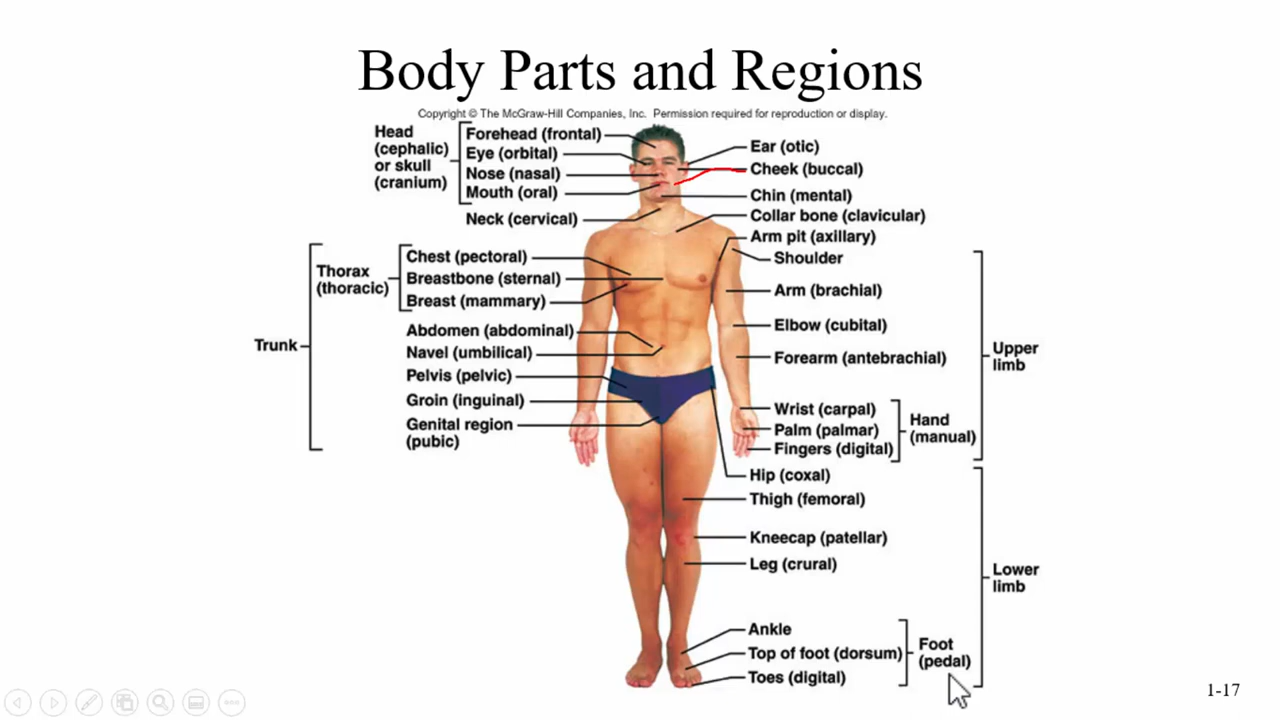 Body Parts and Regions
Copyright © The McGraw-Hill Companies, Inc. Permission required for reproduction or display.
Head
(cephalic)
or skull
(cranium)
Forehead (frontal)
Eye (orbital)
Nose (nasal)
Mouth (oral)
Neck (cervical)
Ear (otic)
Cheek (buccal)
Chin (mental)
Collar bone (clavicular)
Arm pit (axillary)
Shoulder
Trunk
Thorax
(thoracic)
Chest (pectoral)
Breastbone (sternal)
Breast (mammary)
Abdomen (abdominal)
Navel (umbilical)
Pelvis (pelvic)
Groin (inguinal)
Genital region
(pubic)
Arm (brachial)
Elbow (cubital)
Forearm (antebrachial)
Wrist (carpal)
Palm (palmar)
Fingers (digital)
Hand
(manual)
Upper
limb
Hip (coxal)
Thigh (femoral)
Kneecap (patellar)
Leg (crural)
Ankle
Top of foot (dorsum)
Toes (digital)
Foot
(pedal)
Lower
limb
1-17